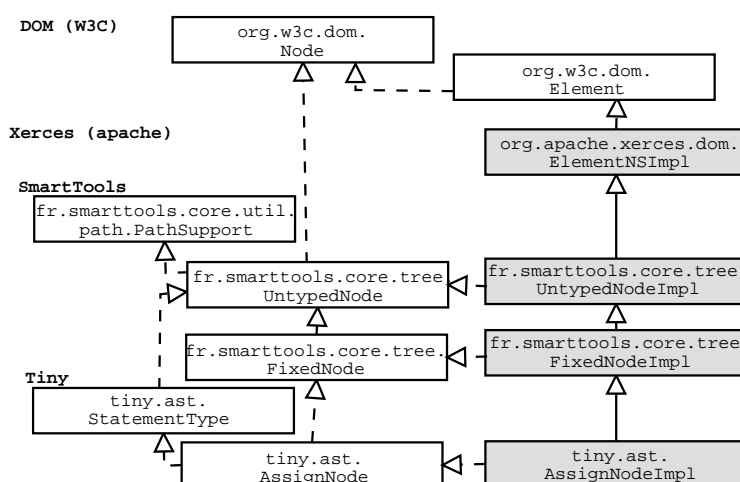 DOM (W3C)
org.w3c.dom.
Node
org.w3c.dom.
Element
Xerces (apache)
org.apache.xerces.dom.
ElementNSImpl
SmartTools
fr.smarttools.core.util.
path.PathSupport
fr.smarttools.core.tree
UntypedNode
fr.smarttools.core.tree
UntypedNodeImpl
fr.smarttools.core.tree.
FixedNode
fr.smarttools.core.tree
FixedNodeImpl
Tiny
tiny.ast.
StatementType
tiny.ast.
AssignNode
tiny.ast.
AssignNodeImpl